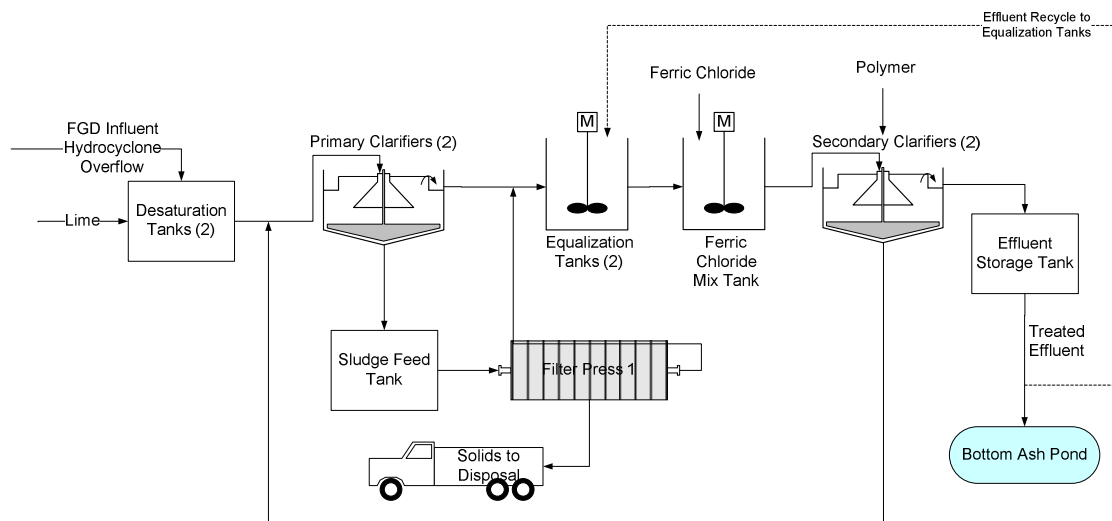 Effluent Recycle to
Equalization Tanks
Ferric Chloride
Polymer
FGD Influent
Hydrocyclone
Overflow
Primary Clarifiers (2)
M
M
Secondary Clarifiers (2)
Lime
Desaturation
Tanks (2)
Equalization
Tanks (2)
Ferric
Chloride
Mix Tank
Effluent
Storage Tank
Sludge Feed
Tank
Filter Press 1
Treated
Effluent
Solids to
Disposal
Bottom Ash Pond